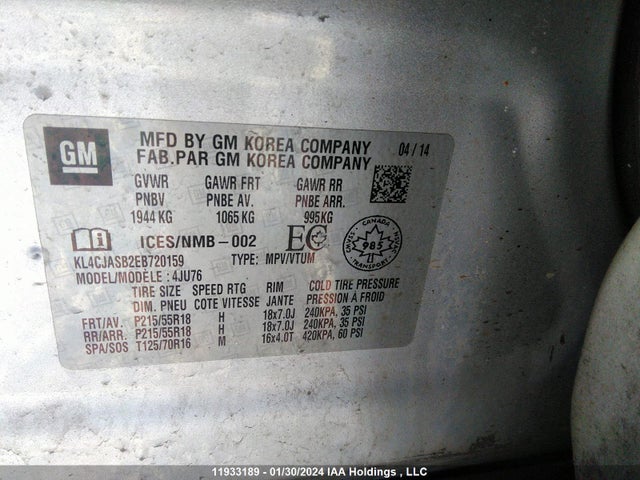 GM
MFD BY GM KOREA COMPANY 04/14
FAB.PAR GM KOREA COMPANY
GVWR GAWR FRT GAWR RR
PNBV PNBE AV. PNBE ARR.
1944 KG 1065 KG 995KG
ICES/NMB-002 EC
CANADA
985
TRANSPORT
KL4CJASB2EB720159 TYPE: MPV/VTUM
MODEL/MODÈLE: 4JU76
TIRE SIZE SPEED RTG RIM COLD TIRE PRESSURE
DIM. PNEU COTE VITESSE JANTE PRESSION À FROID
FRT/AV. P215/55R18 H 18x7.0J 240KPA, 35 PSI
RR/ARR. P215/55R18 H 18x7.0J 240KPA, 35 PSI
SPA/SOS T125/70R16 M 16x4.0T 420KPA, 60 PSI
11933189 - 01/30/2024 IAA Holdings , LLC